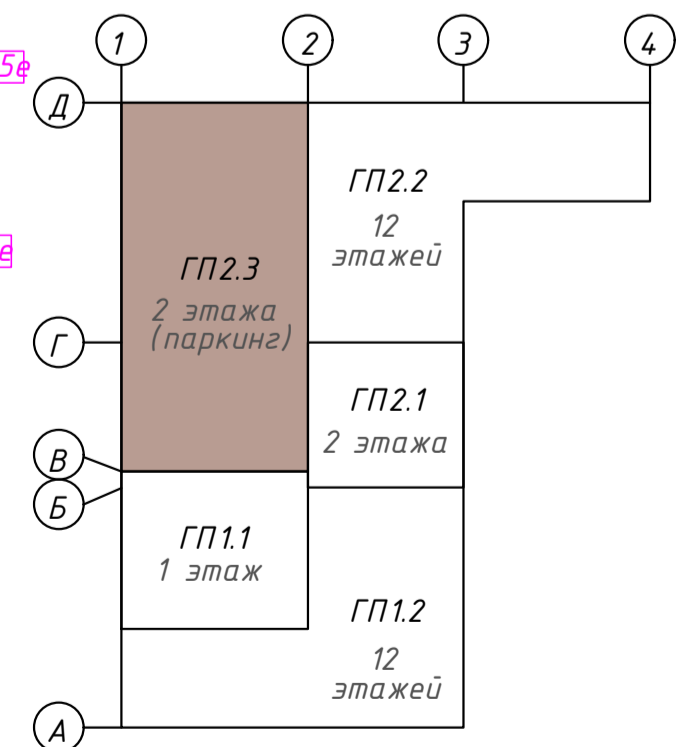 1 2 3 4
5е
Д
ГП2.2
12
этажей
е
ГП2.3
2 этажа
(паркинг)
Г
ГП2.1
2 этажа
В
Б
ГП1.1
1 этаж
ГП1.2
12
этажей
А